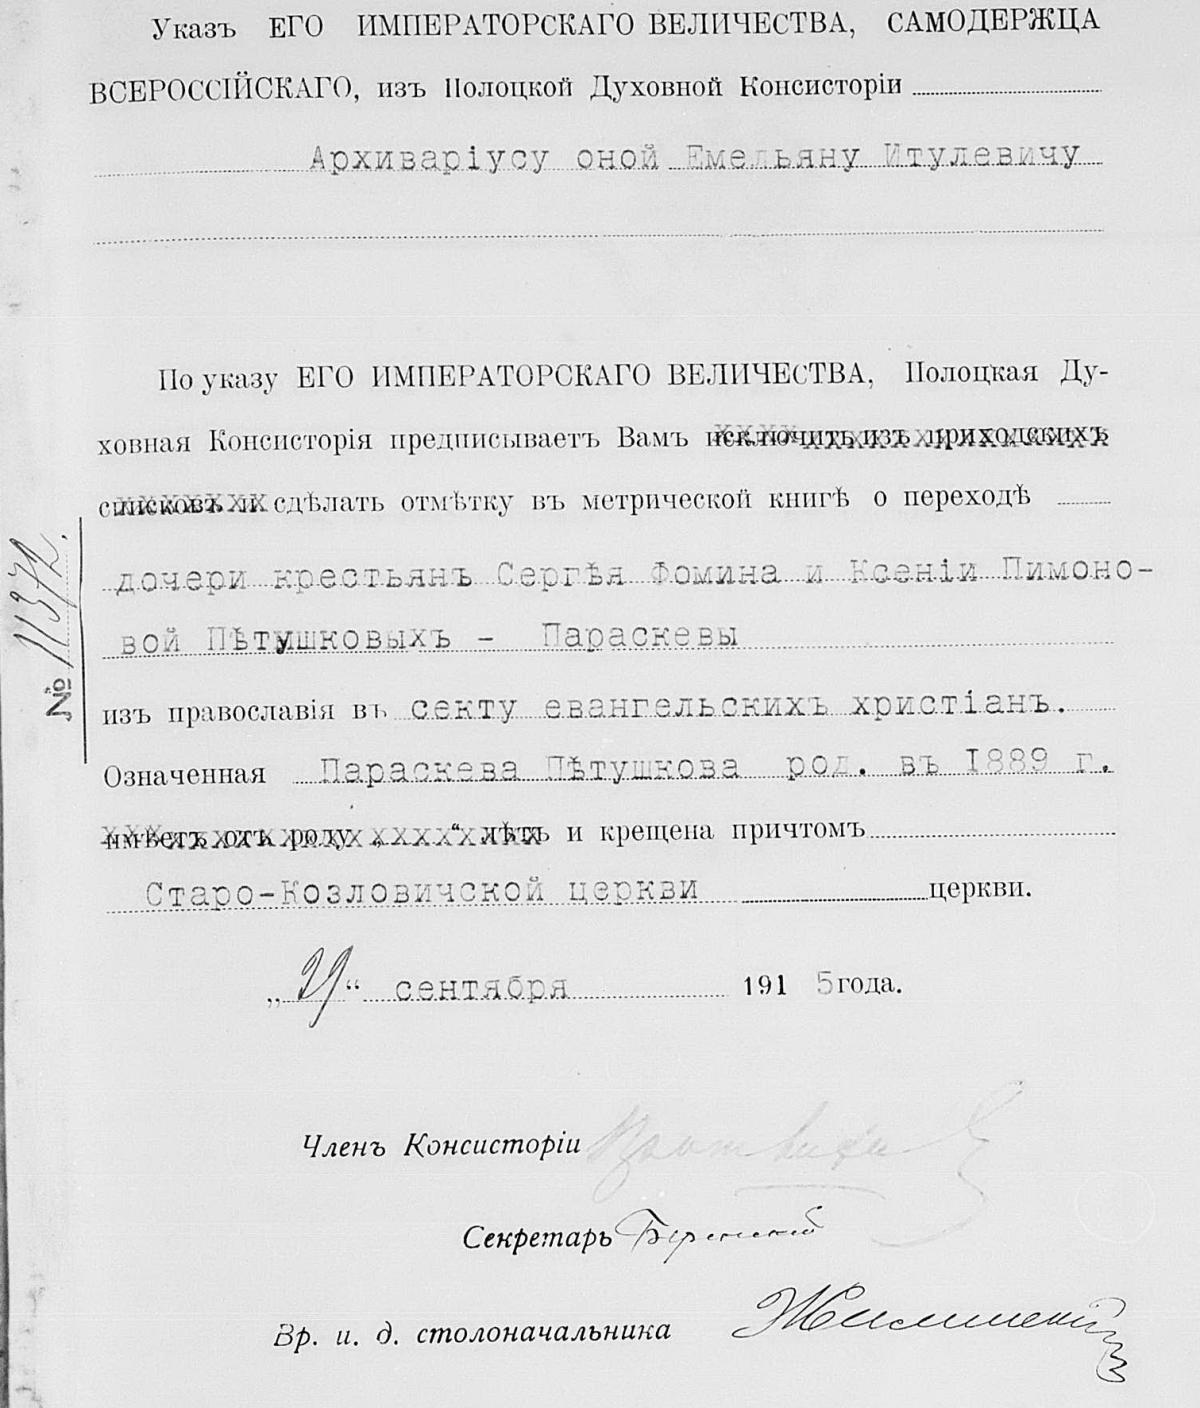 Указъ ЕГО ИМПЕРАТОРСКАГО ВЕЛИЧЕСТВА, САМОДЕРЖЦА
ВСЕРОССІЙСКАГО, изъ Полоцкой Духовной Консисторіи
Архиваріусу оной Емельяну Итулевичу
По указу ЕГО ИМПЕРАТОРСКАГО ВЕЛИЧЕСТВА, Полоцкая Ду-
ховная Консисторія предписываетъ Вамъ исключить изъ приходскихъ
списковъ и сдѣлать отмѣтку въ метрической книгѣ о переходѣ
дочери крестьянъ Сергѣя Фомина и Ксеніи Пимоно-
вой Пѣтушковыхъ - Параскевы
изъ православія въ секту евангельскихъ христіанъ.
Означенная Параскева Пѣтушкова род. въ 1889 г.
имѣетъ отъ роду „ “ лѣтъ и крещена причтомъ
Старо-Козловичской церкви церкви.
„29“ сентября 1915 года.
№ 11372.
Членъ Консисторіи
Секретарь
Вр. и. д. столоначальника